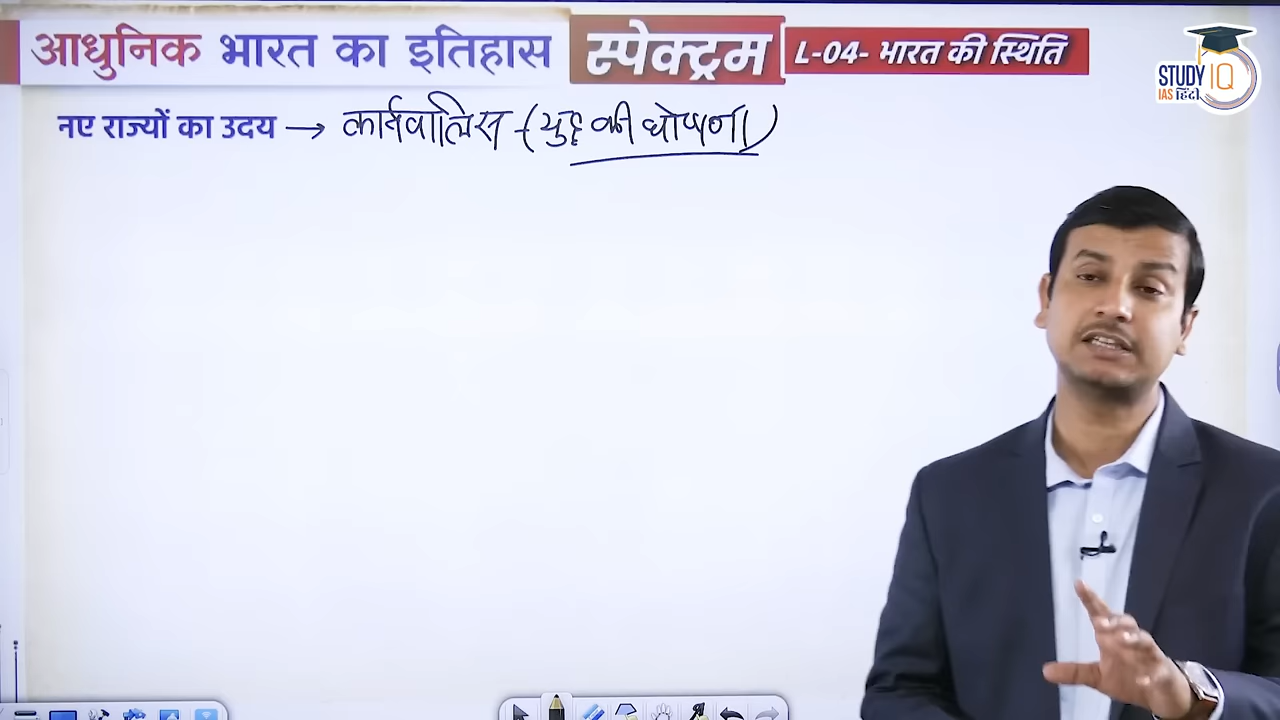 आधुनिक भारत का इतिहास स्पेक्ट्रम L-04- भारत की स्थिति
STUDY IQ
IAS हिंदी
नए राज्यों का उदय → कार्नवालिस - (युद्ध की घोषणा)